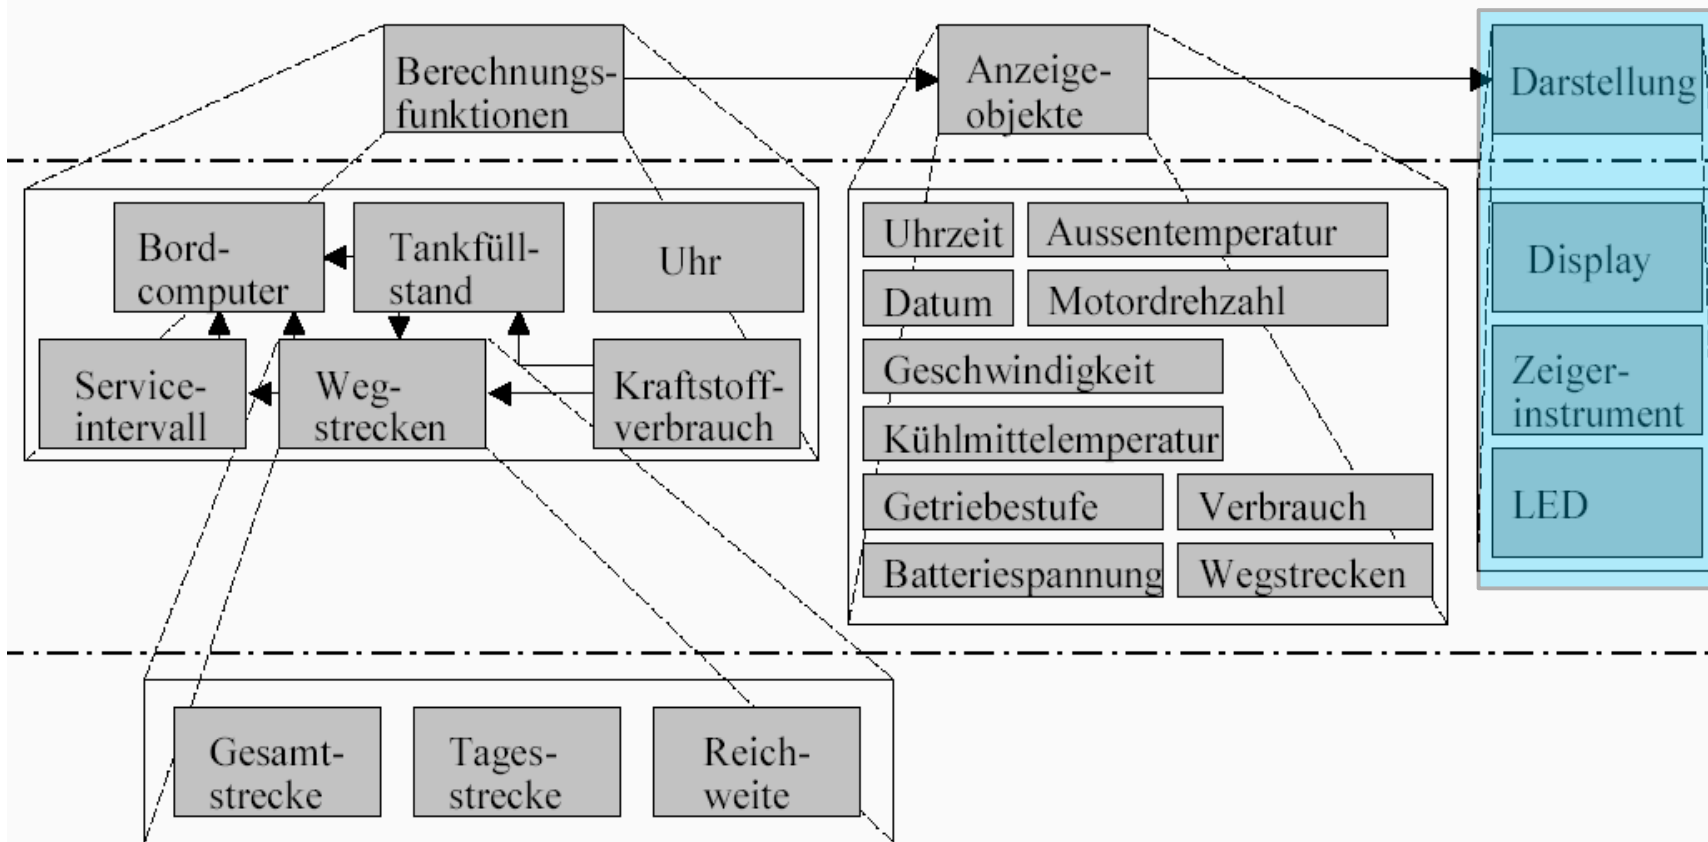 Berechnungs-
funktionen
Anzeige-
objekte
Darstellung
Bord-
computer
Tankfüll-
stand
Uhr
Service-
intervall
Weg-
strecken
Kraftstoff-
verbrauch
Uhrzeit
Aussentemperatur
Datum
Motordrehzahl
Geschwindigkeit
Kühlmittelemperatur
Getriebestufe
Verbrauch
Batteriespannung
Wegstrecken
Display
Zeiger-
instrument
LED
Gesamt-
strecke
Tages-
strecke
Reich-
weite